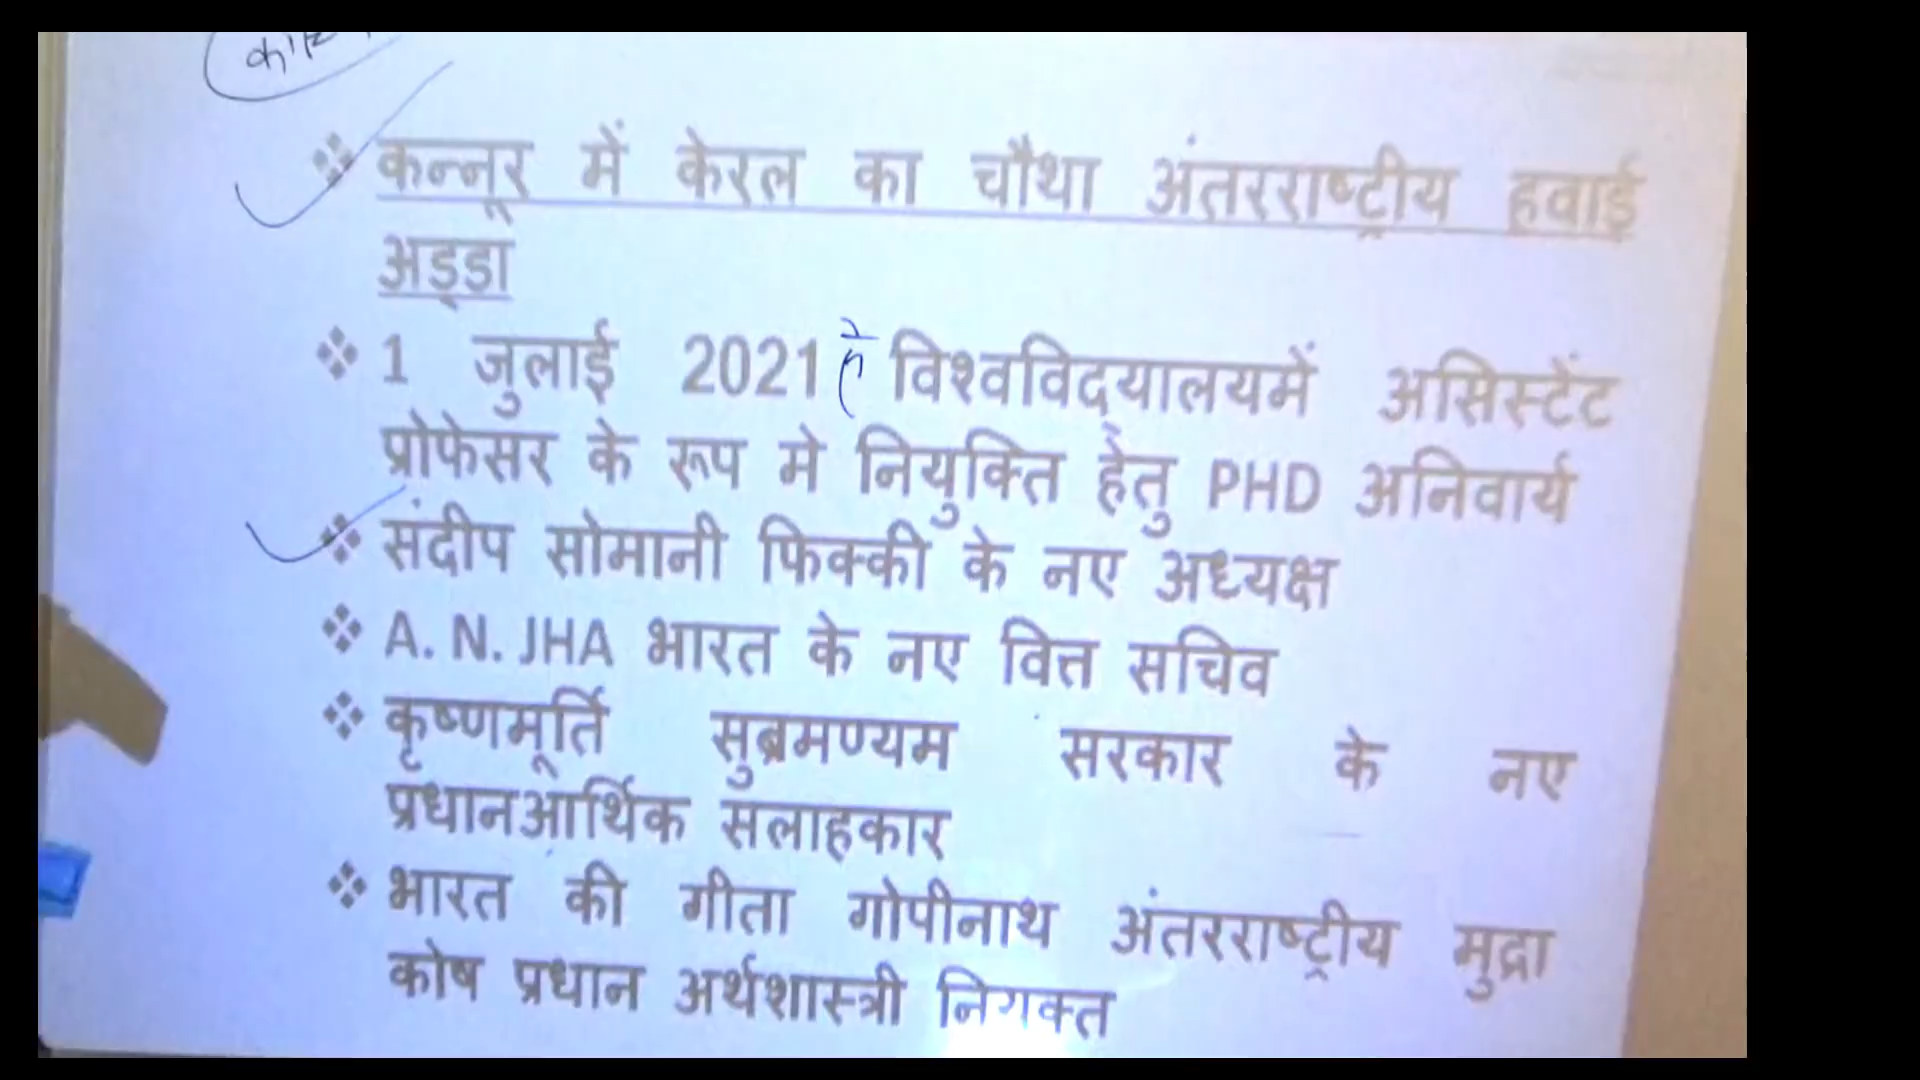 ❖ कन्नूर में केरल का चौथा अंतरराष्ट्रीय हवाई
अड्डा
❖ 1 जुलाई 2021 से विश्वविद्यालयमें असिस्टेंट
प्रोफेसर के रूप मे नियुक्ति हेतु PHD अनिवार्य
❖ संदीप सोमानी फिक्की के नए अध्यक्ष
❖ A. N. JHA भारत के नए वित्त सचिव
❖ कृष्णमूर्ति सुब्रमण्यम सरकार के नए
प्रधानआर्थिक सलाहकार
❖ भारत की गीता गोपीनाथ अंतरराष्ट्रीय मुद्रा
कोष प्रधान अर्थशास्त्री